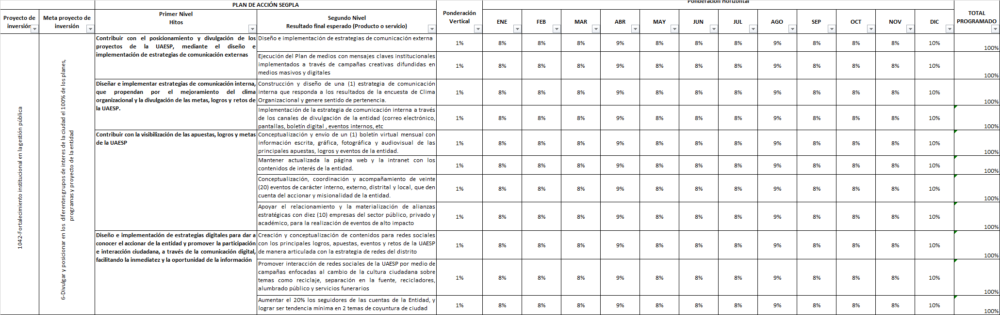 PLAN DE ACCIÓN SEGPLA
Ponderación Horizontal
Proyecto de
inversión
Meta proyecto de
inversión
Primer Nivel
Hitos
Segundo Nivel
Resultado final esperado (Producto o servicio)
Ponderación
Vertical
ENE FEB MAR ABR MAY JUN JUL AGO SEP OCT NOV DIC
TOTAL
PROGRAMADO
1042-Fortalecimiento institucional en la gestión pública
6-Divulgar y posicionar en los diferentes grupos de interes de la ciudad el 100% de los planes,
programas y proyecto de la entidad
Contribuir con el posicionamiento y divulgación de los
proyectos de la UAESP, mediante el diseño e
implementación de estrategias de comunicación externas
Diseño e implementación de estrategias de comunicación externa
1% 8% 8% 8% 9% 8% 8% 8% 9% 8% 8% 8% 10% 100%
Ejecución del Plan de medios con mensajes claves institucionales
implementados a través de campañas creativas difundidas en
medios masivos y digitales
1% 8% 8% 8% 9% 8% 8% 8% 9% 8% 8% 8% 10% 100%
Diseñar e implementar estrategias de comunicación interna,
que propendan por el mejoramiento del clima
organizacional y la divulgación de las metas, logros y retos de
la UAESP.
Construcción y diseño de una (1) estrategia de comunicación
interna que responda a los resultados de la encuesta de Clima
Organizacional y genere sentido de pertenencia.
1% 8% 8% 8% 9% 8% 8% 8% 9% 8% 8% 8% 10% 100%
Implementación de la estrategia de comunicación interna a través
de los canales de divulgación de la entidad (correo electrónico,
pantallas, boletín digital , eventos internos, etc
1% 8% 8% 8% 9% 8% 8% 8% 9% 8% 8% 8% 10% 100%
Contribuir con la visibilización de las apuestas, logros y metas
de la UAESP
Conceptualización y envío de un (1) boletín virtual mensual con
información escrita, gráfica, fotográfica y audiovisual de las
principales apuestas, logros y eventos de la entidad.
1% 8% 8% 8% 9% 8% 8% 8% 9% 8% 8% 8% 10% 100%
Mantener actualizada la página web y la intranet con los
contenidos de interés de la entidad.
1% 8% 8% 8% 9% 8% 8% 8% 9% 8% 8% 8% 10% 100%
Conceptualización, coordinación y acompañamiento de veinte
(20) eventos de carácter interno, externo, distrital y local, que den
cuenta del accionar y misionalidad de la entidad.
1% 8% 8% 8% 9% 8% 8% 8% 9% 8% 8% 8% 10% 100%
Apoyar el relacionamiento y la materialización de alianzas
estratégicas con diez (10) empresas del sector público, privado y
académico, para la realización de eventos de alto impacto
1% 8% 8% 8% 9% 8% 8% 8% 9% 8% 8% 8% 10% 100%
Diseño e implementación de estrategias digitales para dar a
conocer el accionar de la entidad y promover la participación
e interacción ciudadana, a través de la comunicación digital,
facilitando la inmediatez y la oportunidad de la información
Creación y conceptualización de contenidos para redes sociales
con los principales logros, apuestas, eventos y retos de la UAESP
de manera articulada con la estrategia de redes del distrito
1% 8% 8% 8% 9% 8% 8% 8% 9% 8% 8% 8% 10% 100%
Promover interacción de redes sociales de la UAESP por medio de
campañas enfocadas al cambio de la cultura ciudadana sobre
temas como reciclaje, separación en la fuente, recicladores,
alumbrado público y servicios funerarios
1% 8% 8% 8% 9% 8% 8% 8% 9% 8% 8% 8% 10% 100%
Aumentar el 20% los seguidores de las cuentas de la Entidad, y
lograr ser tendencia mínima en 2 temas de coyuntura de ciudad
1% 8% 8% 8% 9% 8% 8% 8% 9% 8% 8% 8% 10% 100%